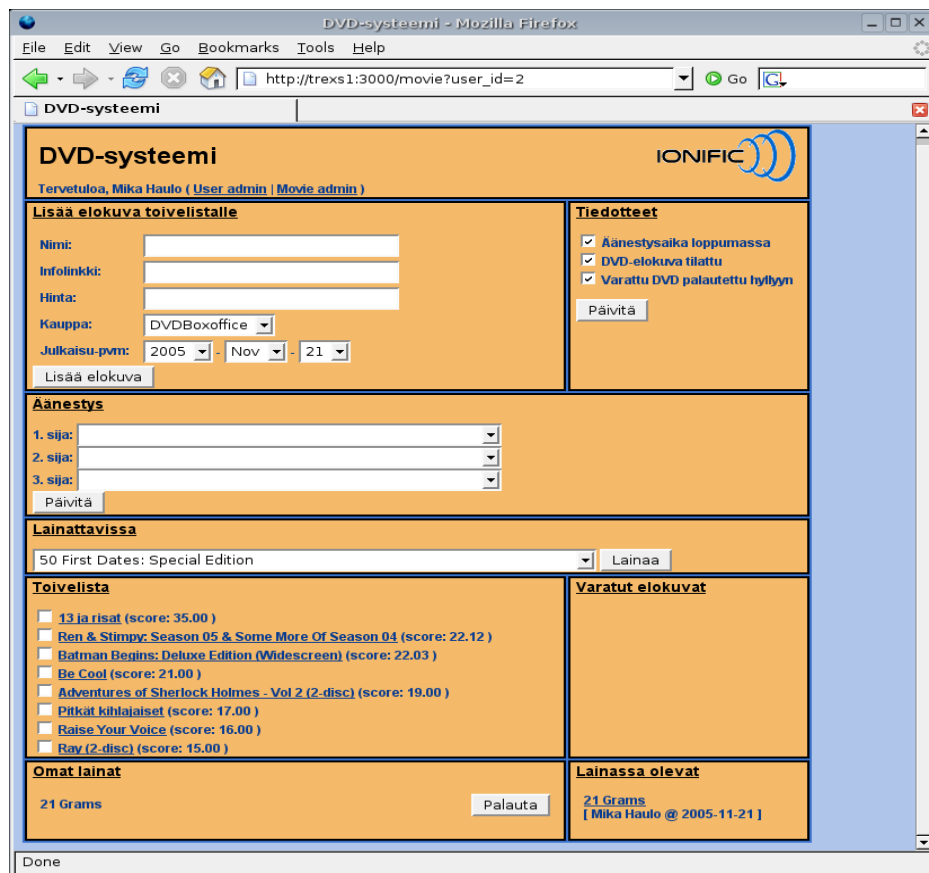 DVD-systeemi - Mozilla Firefox
File Edit View Go Bookmarks Tools Help
http://trexs1:3000/movie?user_id=2
Go
DVD-systeemi
DVD-systeemi
IONIFIC
Tervetuloa, Mika Haulo ( User admin | Movie admin )
Lisää elokuva toivelistalle
Nimi:
Infolinkki:
Hinta:
Kauppa: DVDBoxoffice
Julkaisu-pvm: 2005 - Nov - 21
Lisää elokuva
Tiedotteet
Äänestysaika loppumassa
DVD-elokuva tilattu
Varattu DVD palautettu hyllyyn
Päivitä
Äänestys
1. sija:
2. sija:
3. sija:
Päivitä
Lainattavissa
50 First Dates: Special Edition Lainaa
Toivelista
13 ja risat (score: 35.00 )
Ren & Stimpy: Season 05 & Some More Of Season 04 (score: 22.12 )
Batman Begins: Deluxe Edition (Widescreen) (score: 22.03 )
Be Cool (score: 21.00 )
Adventures of Sherlock Holmes - Vol 2 (2-disc) (score: 19.00 )
Pitkät kihlajaiset (score: 17.00 )
Raise Your Voice (score: 16.00 )
Ray (2-disc) (score: 15.00 )
Varatut elokuvat
Omat lainat
21 Grams Palauta
Lainassa olevat
21 Grams
[ Mika Haulo @ 2005-11-21 ]
Done